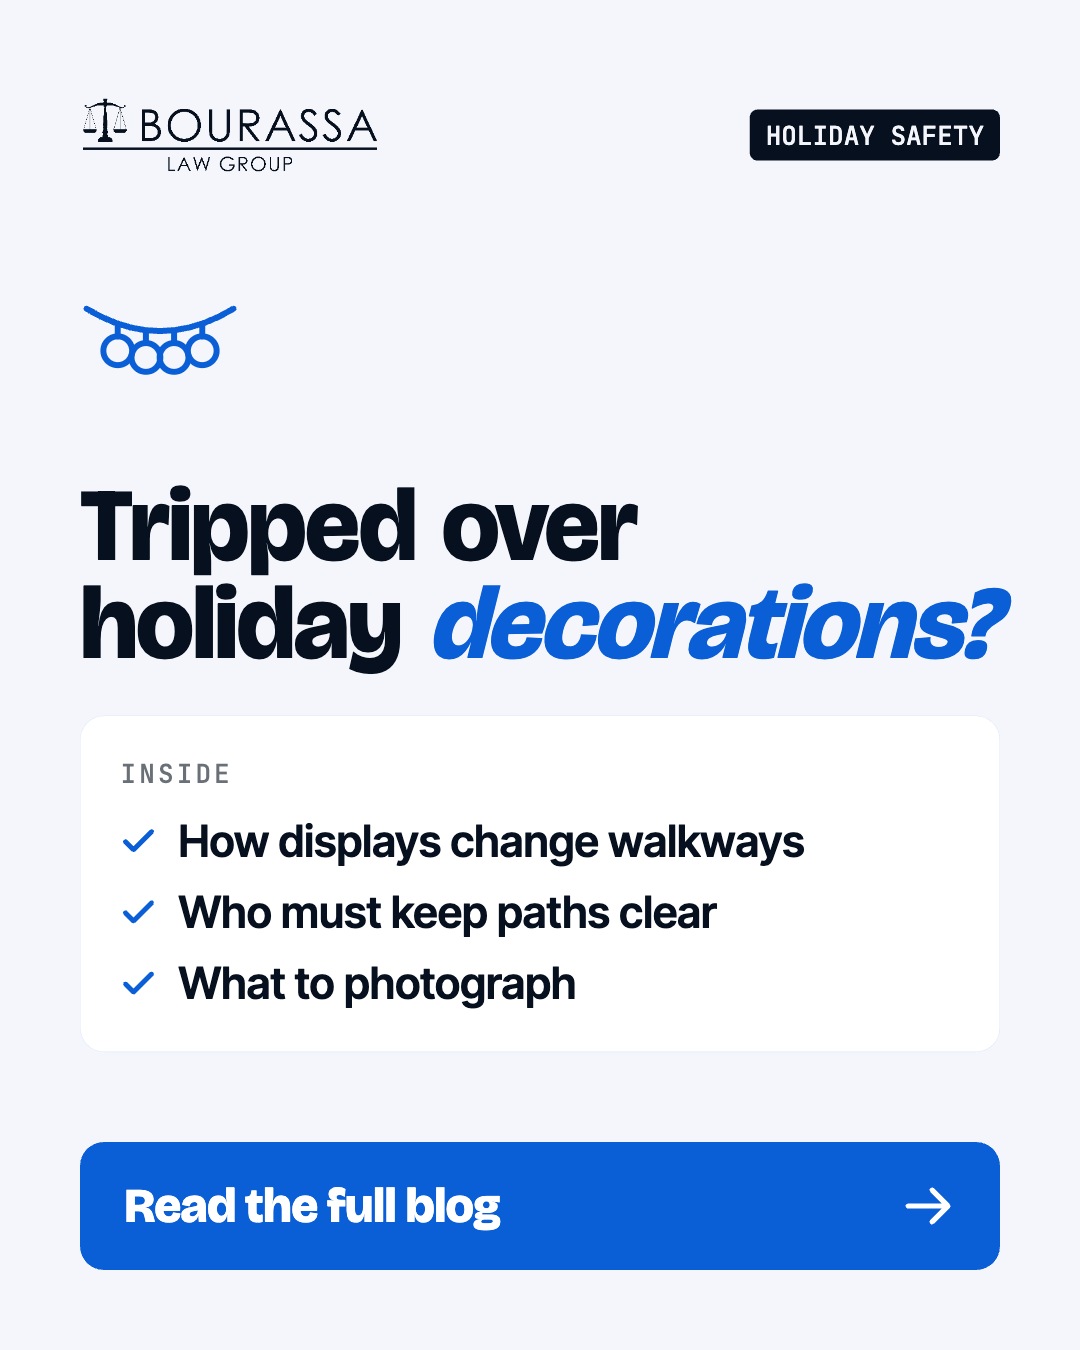 BOURASSA
LAW GROUP
HOLIDAY SAFETY
Tripped over
holiday decorations?
INSIDE
How displays change walkways
Who must keep paths clear
What to photograph
Read the full blog